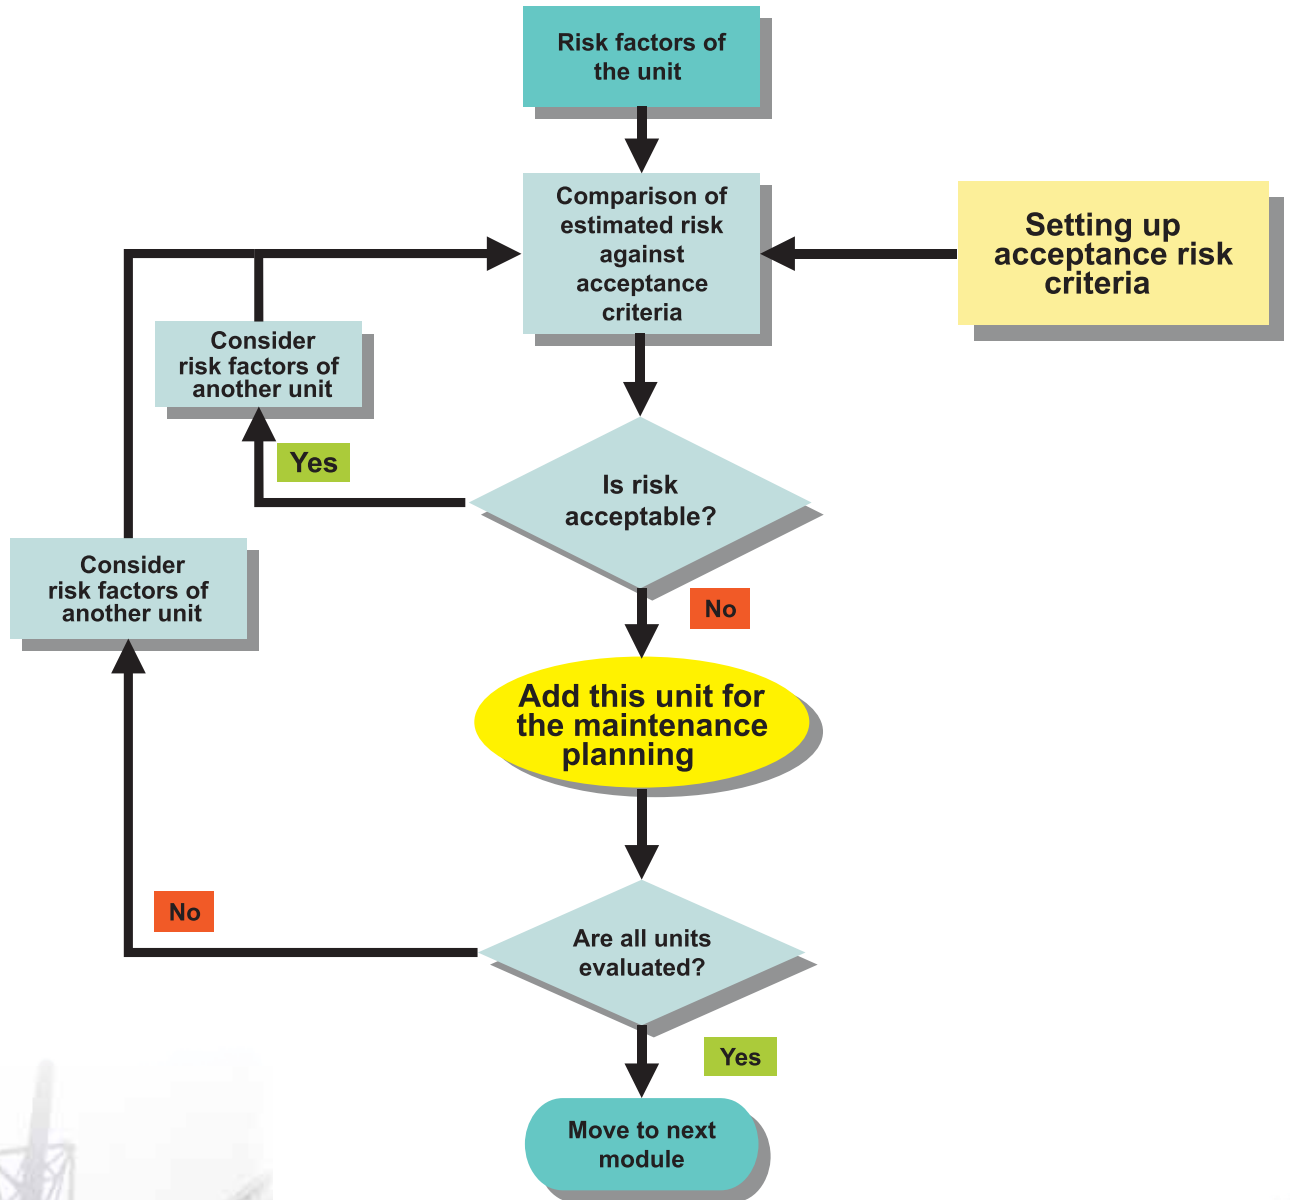 Risk factors of
the unit
Comparison of
estimated risk
against
acceptance
criteria
Setting up
acceptance risk
criteria
Consider
risk factors of
another unit
Yes
Is risk
acceptable?
Consider
risk factors of
another unit
No
Add this unit for
the maintenance
planning
No
Are all units
evaluated?
Yes
Move to next
module